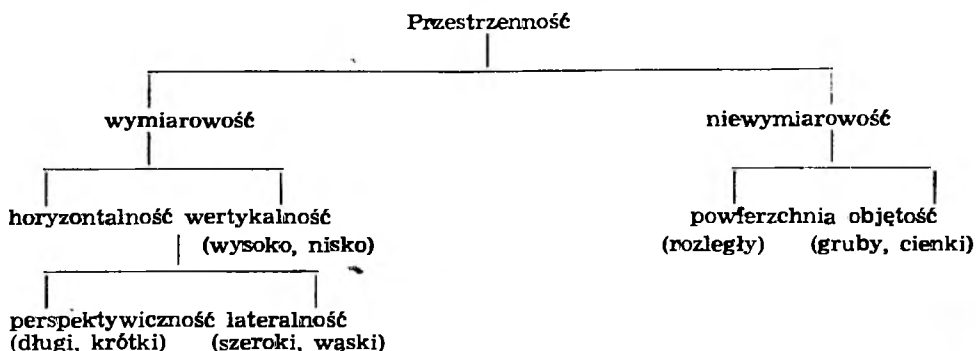 Przestrzenność
wymiarowość niewymiarowość
horyzontalność wertykalność powierzchnia objętość
(wysoko, nisko) (rozległy) (gruby, cienki)
perspektywiczność lateralność
(długi, krótki) (szeroki, wąski)